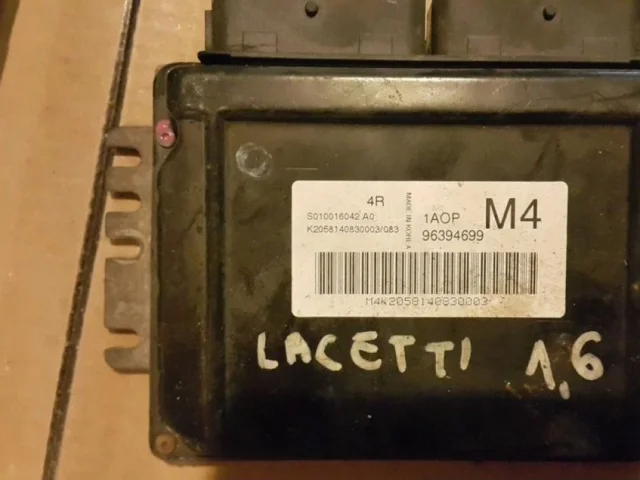 4R
S010016042 A0
K2058140830003/083
MADE IN KOREA
1AOP
M4
96394699
M4K2058140830003
LACETTI 1,6